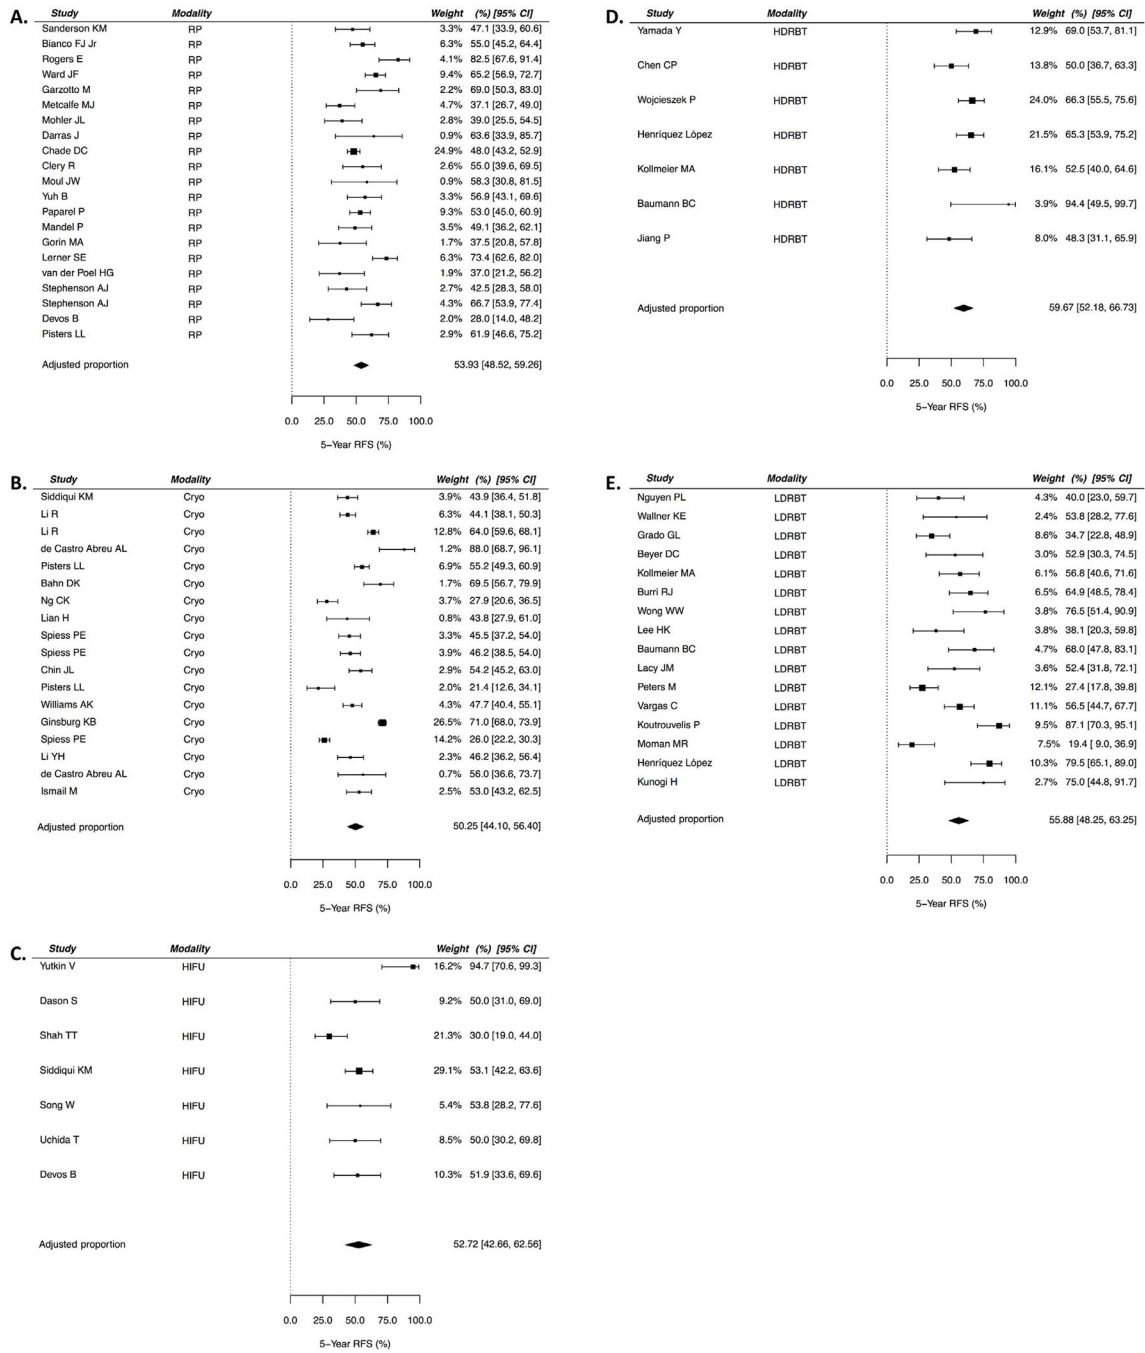 A.
Study Modality Weight (%) [95% CI]
Sanderson KM RP 3.3% 47.1 [33.9, 60.6]
Bianco FJ Jr RP 6.3% 55.0 [45.2, 64.4]
Rogers E RP 4.1% 82.5 [67.6, 91.4]
Ward JF RP 9.4% 65.2 [56.9, 72.7]
Garzotto M RP 2.2% 69.0 [50.3, 83.0]
Metcalfe MJ RP 4.7% 37.1 [26.7, 49.0]
Mohler JL RP 2.8% 39.0 [25.5, 54.5]
Darras J RP 0.9% 63.6 [33.9, 85.7]
Chade DC RP 24.9% 48.0 [43.2, 52.9]
Clery R RP 2.6% 55.0 [39.6, 69.5]
Moul JW RP 0.9% 58.3 [30.8, 81.5]
Yuh B RP 3.3% 56.9 [43.1, 69.6]
Paparel P RP 9.3% 53.0 [45.0, 60.9]
Mandel P RP 3.5% 49.1 [36.2, 62.1]
Gorin MA RP 1.7% 37.5 [20.8, 57.8]
Lerner SE RP 6.3% 73.4 [62.6, 82.0]
van der Poel HG RP 1.9% 37.0 [21.2, 56.2]
Stephenson AJ RP 2.7% 42.5 [28.3, 58.0]
Stephenson AJ RP 4.3% 66.7 [53.9, 77.4]
Devos B RP 2.0% 28.0 [14.0, 48.2]
Pisters LL RP 2.9% 61.9 [46.6, 75.2]
Adjusted proportion 53.93 [48.52, 59.26]
0.0 25.0 50.0 75.0 100.0
5−Year RFS (%)
B.
Study Modality Weight (%) [95% CI]
Siddiqui KM Cryo 3.9% 43.9 [36.4, 51.8]
Li R Cryo 6.3% 44.1 [38.1, 50.3]
Li R Cryo 12.8% 64.0 [59.6, 68.1]
de Castro Abreu AL Cryo 1.2% 88.0 [68.7, 96.1]
Pisters LL Cryo 6.9% 55.2 [49.3, 60.9]
Bahn DK Cryo 1.7% 69.5 [56.7, 79.9]
Ng CK Cryo 3.7% 27.9 [20.6, 36.5]
Lian H Cryo 0.8% 43.8 [27.9, 61.0]
Spiess PE Cryo 3.3% 45.5 [37.2, 54.0]
Spiess PE Cryo 3.9% 46.2 [38.5, 54.0]
Chin JL Cryo 2.9% 54.2 [45.2, 63.0]
Pisters LL Cryo 2.0% 21.4 [12.6, 34.1]
Williams AK Cryo 4.3% 47.7 [40.4, 55.1]
Ginsburg KB Cryo 26.5% 71.0 [68.0, 73.9]
Spiess PE Cryo 14.2% 26.0 [22.2, 30.3]
Li YH Cryo 2.3% 46.2 [36.2, 56.4]
de Castro Abreu AL Cryo 0.7% 56.0 [36.6, 73.7]
Ismail M Cryo 2.5% 53.0 [43.2, 62.5]
Adjusted proportion 50.25 [44.10, 56.40]
0.0 25.0 50.0 75.0 100.0
5−Year RFS (%)
C.
Study Modality Weight (%) [95% CI]
Yutkin V HIFU 16.2% 94.7 [70.6, 99.3]
Dason S HIFU 9.2% 50.0 [31.0, 69.0]
Shah TT HIFU 21.3% 30.0 [19.0, 44.0]
Siddiqui KM HIFU 29.1% 53.1 [42.2, 63.6]
Song W HIFU 5.4% 53.8 [28.2, 77.6]
Uchida T HIFU 8.5% 50.0 [30.2, 69.8]
Devos B HIFU 10.3% 51.9 [33.6, 69.6]
Adjusted proportion 52.72 [42.66, 62.56]
0.0 25.0 50.0 75.0 100.0
5−Year RFS (%)
D.
Study Modality Weight (%) [95% CI]
Yamada Y HDRBT 12.9% 69.0 [53.7, 81.1]
Chen CP HDRBT 13.8% 50.0 [36.7, 63.3]
Wojcieszek P HDRBT 24.0% 66.3 [55.5, 75.6]
Henríquez López HDRBT 21.5% 65.3 [53.9, 75.2]
Kollmeier MA HDRBT 16.1% 52.5 [40.0, 64.6]
Baumann BC HDRBT 3.9% 94.4 [49.5, 99.7]
Jiang P HDRBT 8.0% 48.3 [31.1, 65.9]
Adjusted proportion 59.67 [52.18, 66.73]
0.0 25.0 50.0 75.0 100.0
5−Year RFS (%)
E.
Study Modality Weight (%) [95% CI]
Nguyen PL LDRBT 4.3% 40.0 [23.0, 59.7]
Wallner KE LDRBT 2.4% 53.8 [28.2, 77.6]
Grado GL LDRBT 8.6% 34.7 [22.8, 48.9]
Beyer DC LDRBT 3.0% 52.9 [30.3, 74.5]
Kollmeier MA LDRBT 6.1% 56.8 [40.6, 71.6]
Burri RJ LDRBT 6.5% 64.9 [48.5, 78.4]
Wong WW LDRBT 3.8% 76.5 [51.4, 90.9]
Lee HK LDRBT 3.8% 38.1 [20.3, 59.8]
Baumann BC LDRBT 4.7% 68.0 [47.8, 83.1]
Lacy JM LDRBT 3.6% 52.4 [31.8, 72.1]
Peters M LDRBT 12.1% 27.4 [17.8, 39.8]
Vargas C LDRBT 11.1% 56.5 [44.7, 67.7]
Koutrouvelis P LDRBT 9.5% 87.1 [70.3, 95.1]
Moman MR LDRBT 7.5% 19.4 [ 9.0, 36.9]
Henríquez López LDRBT 10.3% 79.5 [65.1, 89.0]
Kunogi H LDRBT 2.7% 75.0 [44.8, 91.7]
Adjusted proportion 55.88 [48.25, 63.25]
0.0 25.0 50.0 75.0 100.0
5−Year RFS (%)